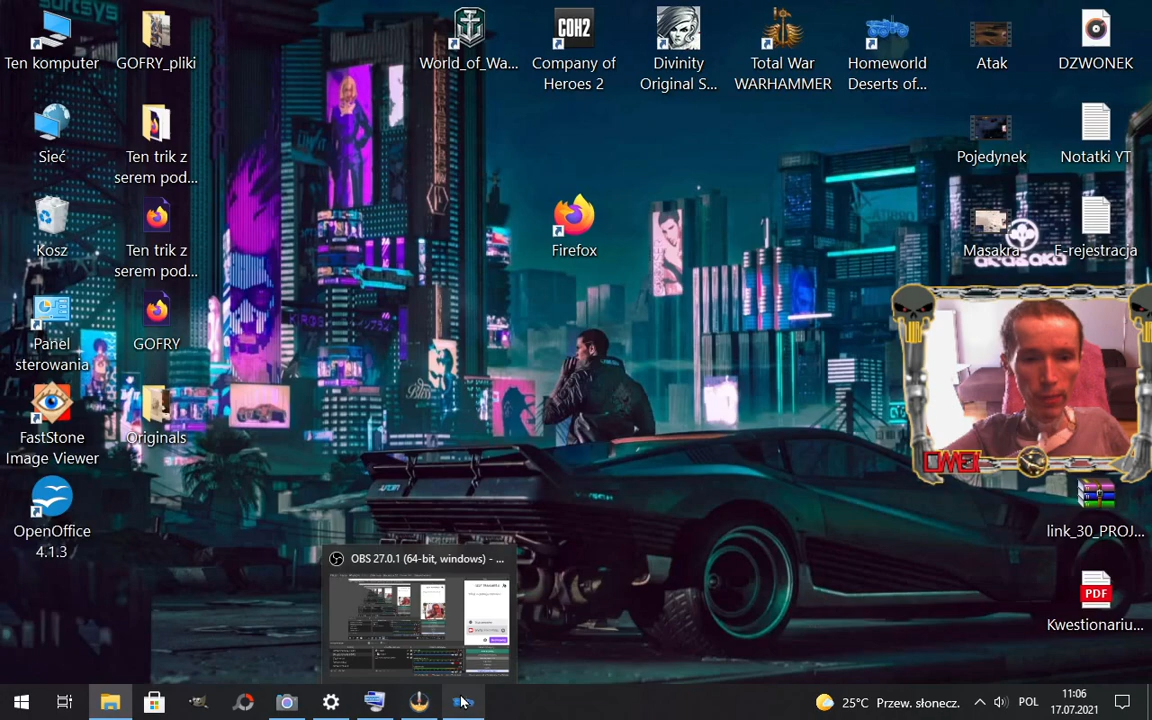 Ten komputer
GOFRY_pliki
World_of_Wa...
Company of
Heroes 2
Divinity
Original S...
Total War
WARHAMMER
Homeworld
Deserts of...
Atak
DZWONEK
Sieć
Ten trik z
serem pod...
Pojedynek
Notatki YT
Kosz
Ten trik z
serem pod...
Firefox
Masakra
E-rejestracja
arasaka
Panel
sterowania
GOFRY
FastStone
Image Viewer
Originals
OpenOffice
4.1.3
link_30_PROJ...
PDF
Kwestionariu...
OBS 27.0.1 (64-bit, windows) - ...
25°C Przew. słonecz.
POL
11:06
17.07.2021